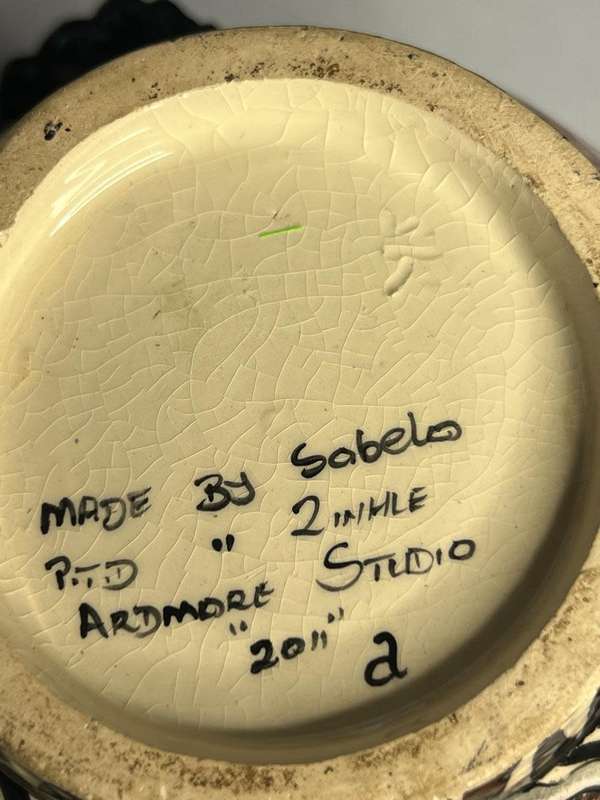 MADE BY Sabelo
P.T.D " ZINHLE
ARDMORE STUDIO
"2011"
a